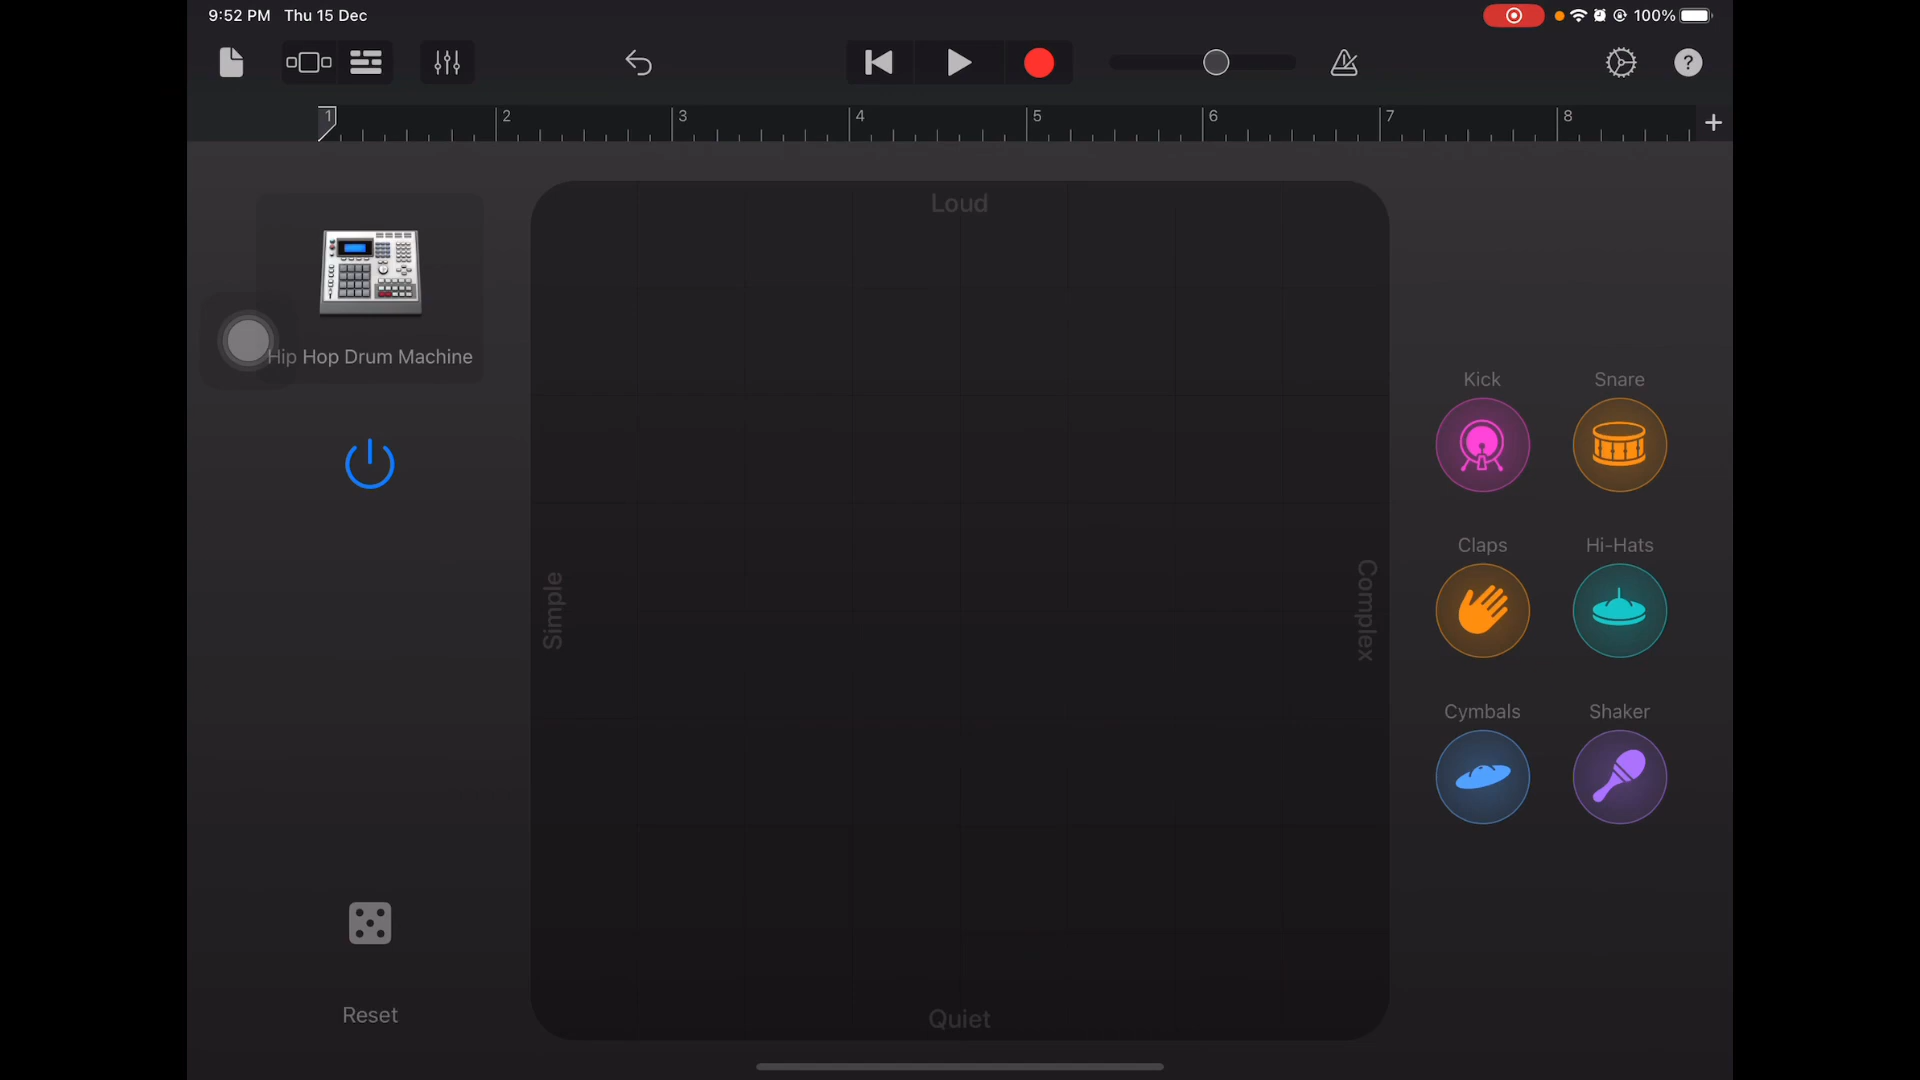 9:52 PM Thu 15 Dec
100%
1 2 3 4 5 6 7 8
Loud
Hip Hop Drum Machine
Kick Snare
Claps Hi-Hats
Simple
Complex
Cymbals Shaker
Reset
Quiet